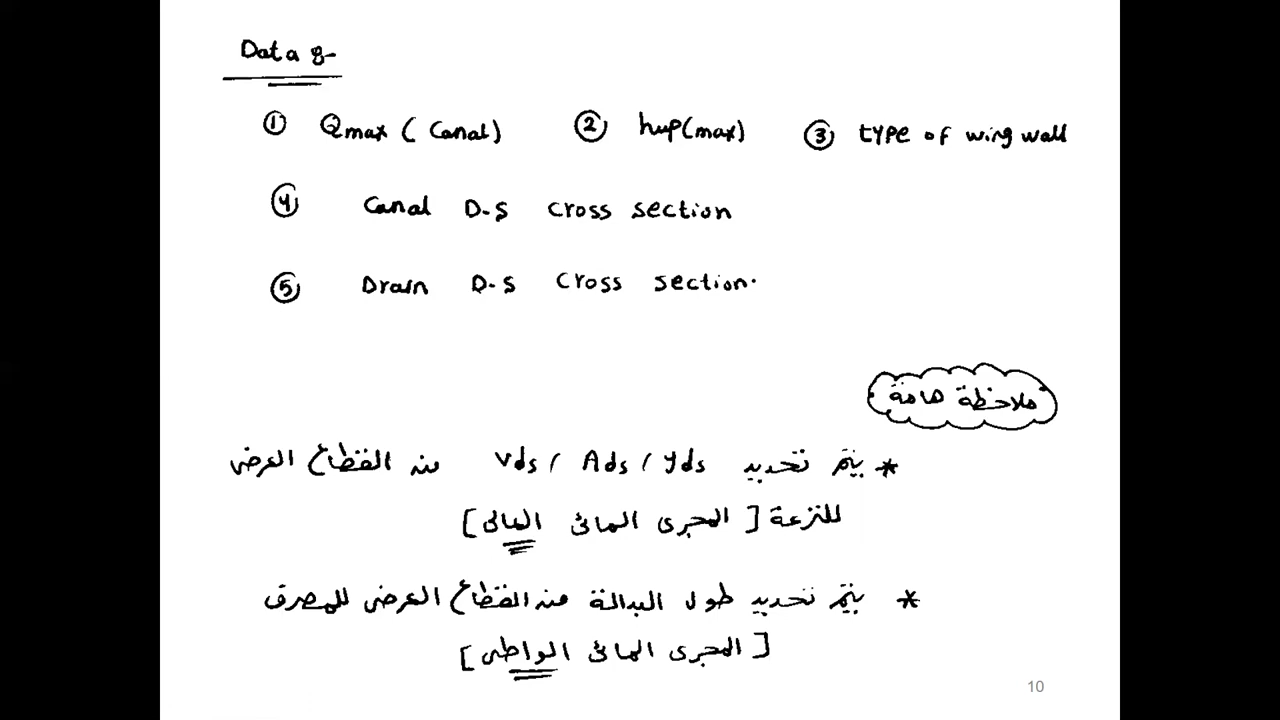 Data :-
① Qmax (Canal) ② hup(max) ③ type of wing wall
④ Canal D.S cross section
⑤ Drain D.S cross section.
ملاحظة هامة
* يتم تحديد Vds / Ads / yds من القطاع العرضى
للترعة [ المجرى المائى العالى ]
* يتم تحديد طول البدالة من القطاع العرضى للمصرف
[ المجرى المائى الواطى ]
10